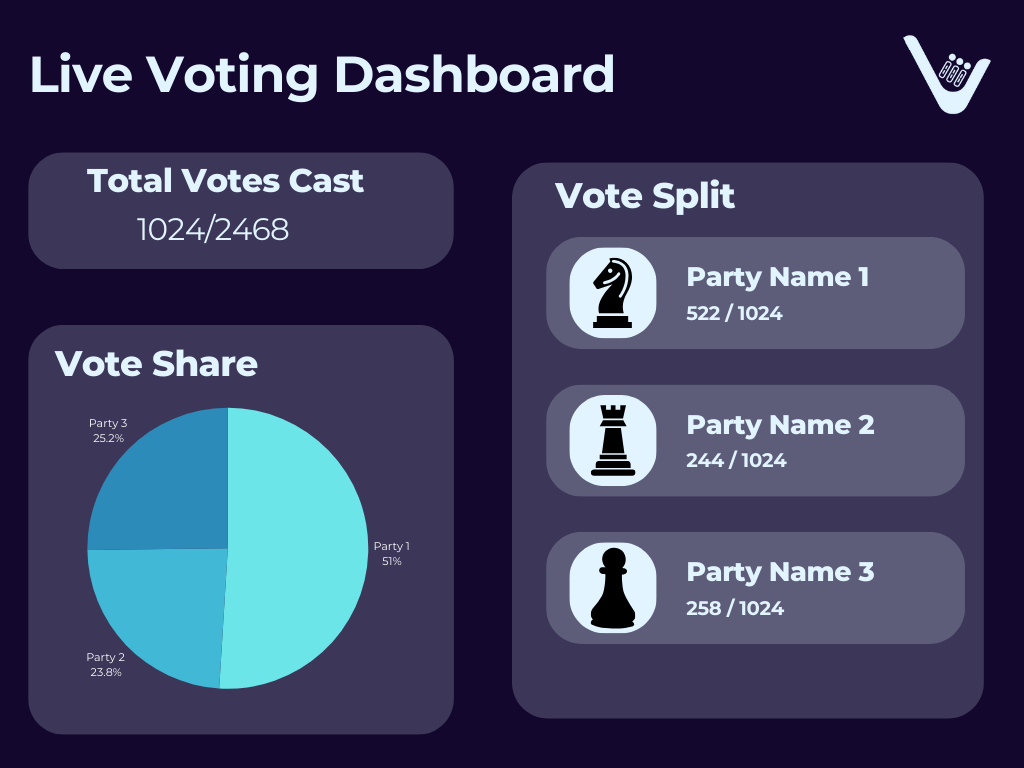 Live Voting Dashboard
Total Votes Cast
1024/2468
Vote Share
Party 3
25.2%
Party 1
51%
Party 2
23.8%
Vote Split
Party Name 1
522 / 1024
Party Name 2
244 / 1024
Party Name 3
258 / 1024